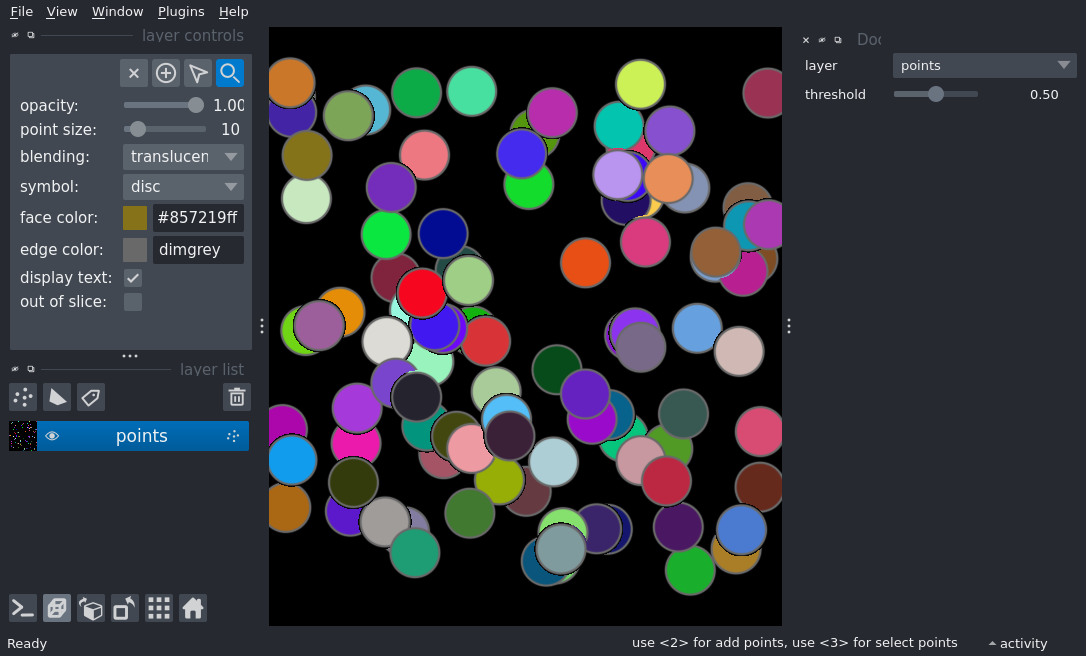 File View Window Plugins Help
layer controls
opacity: 1.00
point size: 10
blending: translucen
symbol: disc
face color: #857219ff
edge color: dimgrey
display text:
out of slice:
layer list
points
Doc
layer points
threshold 0.50
Ready
use <2> for add points, use <3> for select points
activity